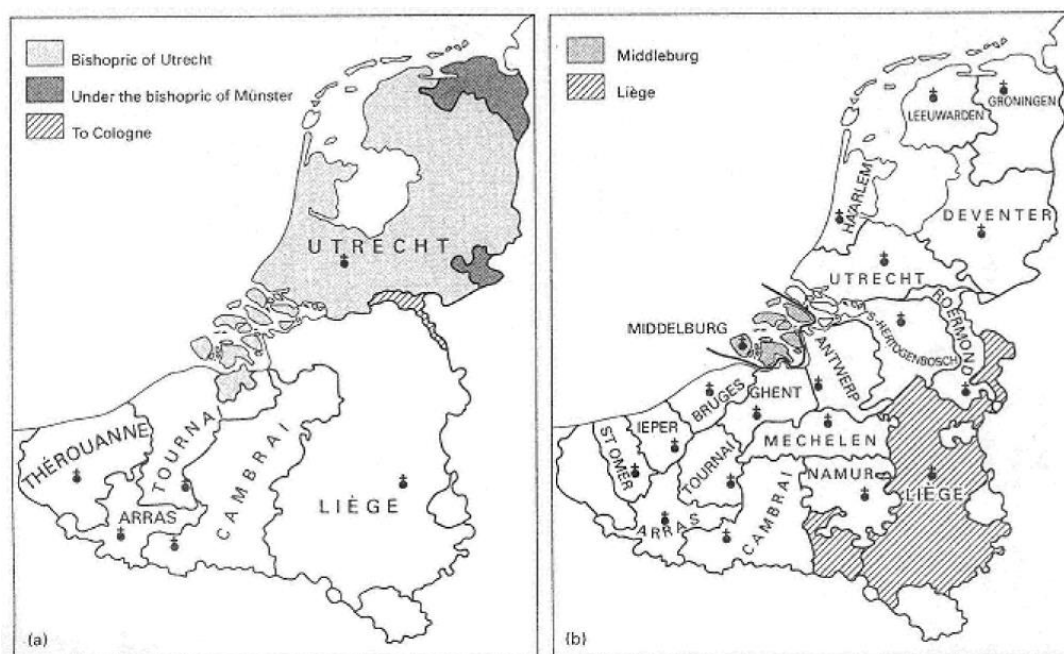 Bishopric of Utrecht
Under the bishopric of Münster
To Cologne
UTRECHT
THÉROUANNE
TOURNA
CAMBRAI
ARRAS
LIÈGE
(a)
Middleburg
Liège
LEEUWARDEN
GRONINGEN
HAARLEM
DEVENTER
UTRECHT
ROERMOND
'S-HERTOGENBOSCH
MIDDELBURG
ANTWERP
BRUGES
GHENT
IEPER
ST OMER
TOURNAI
MECHELEN
NAMUR
LIÈGE
ARRAS
CAMBRAI
(b)